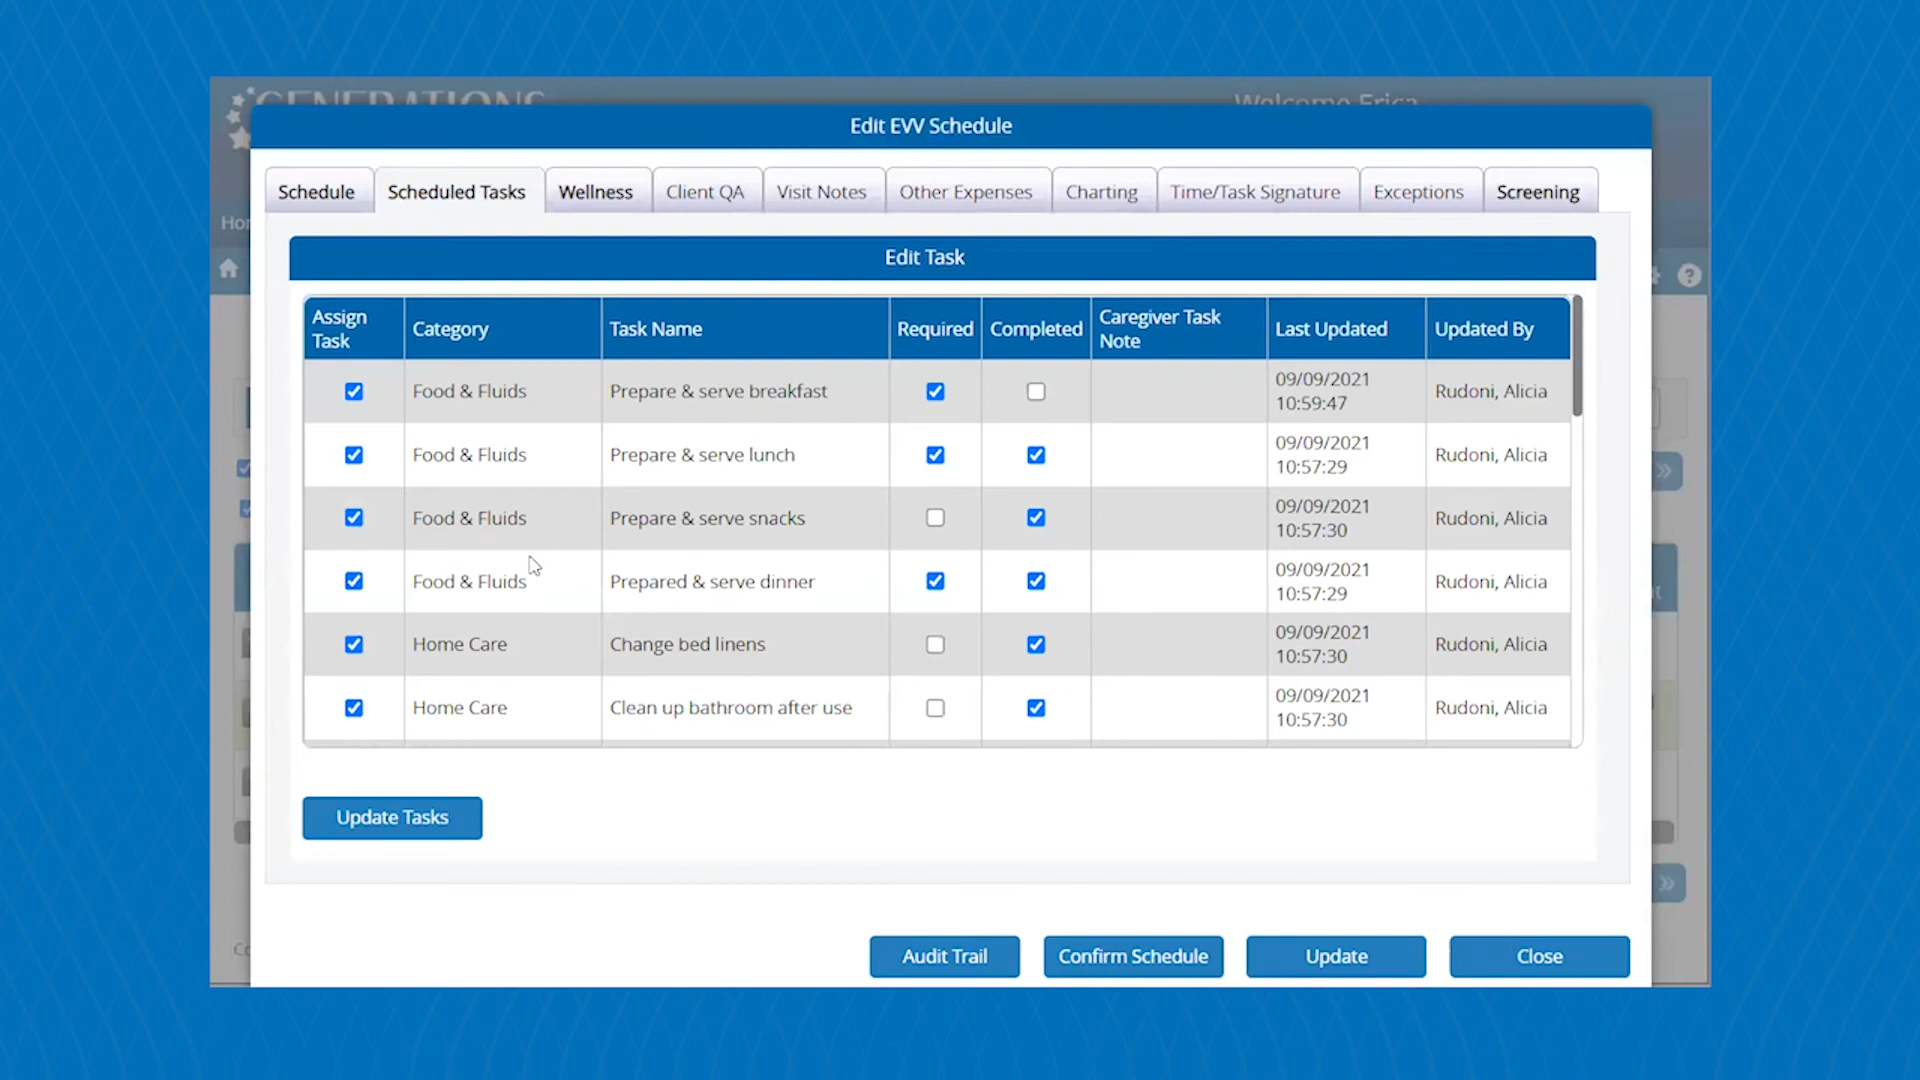 GENERATIONS
Welcome Erica
Edit EVV Schedule
Schedule
Scheduled Tasks
Wellness
Client QA
Visit Notes
Other Expenses
Charting
Time/Task Signature
Exceptions
Screening
Edit Task
Assign Task
Category
Task Name
Required
Completed
Caregiver Task Note
Last Updated
Updated By
Food & Fluids
Prepare & serve breakfast
09/09/2021
10:59:47
Rudoni, Alicia
Food & Fluids
Prepare & serve lunch
09/09/2021
10:57:29
Rudoni, Alicia
Food & Fluids
Prepare & serve snacks
09/09/2021
10:57:30
Rudoni, Alicia
Food & Fluids
Prepared & serve dinner
09/09/2021
10:57:29
Rudoni, Alicia
Home Care
Change bed linens
09/09/2021
10:57:30
Rudoni, Alicia
Home Care
Clean up bathroom after use
09/09/2021
10:57:30
Rudoni, Alicia
Update Tasks
Audit Trail
Confirm Schedule
Update
Close